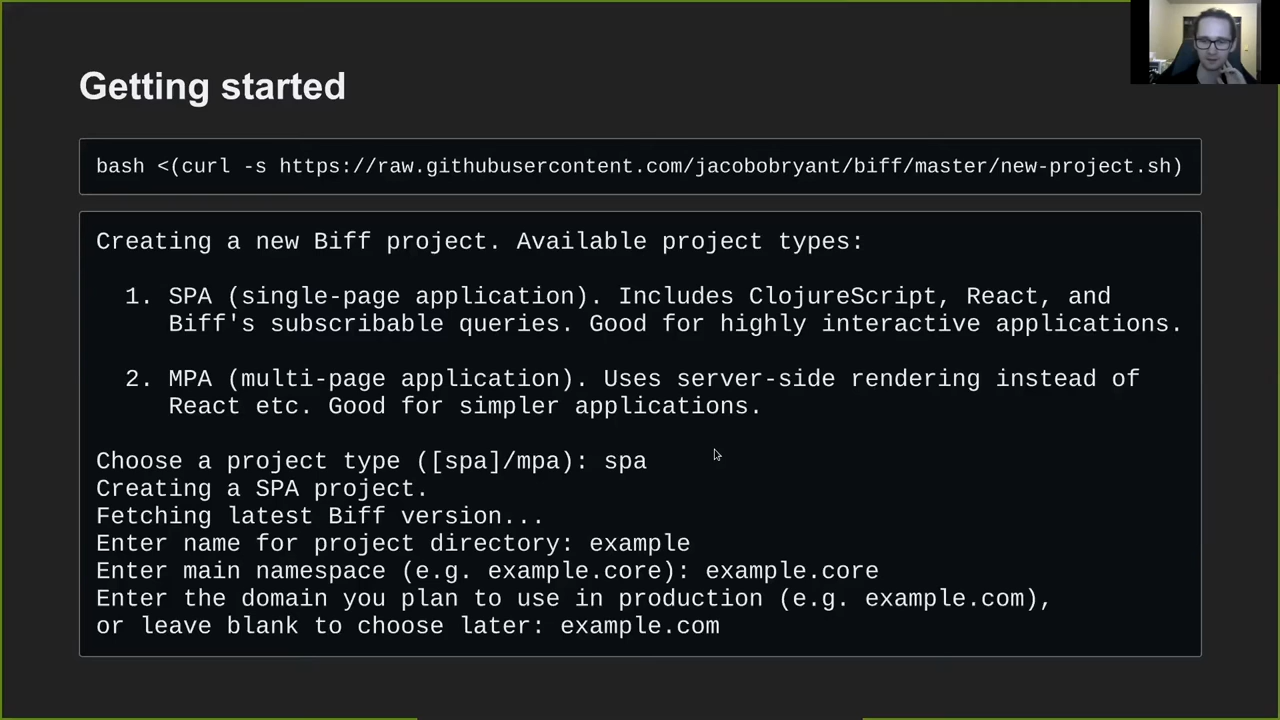 Getting started
bash <(curl -s https://raw.githubusercontent.com/jacobobryant/biff/master/new-project.sh)
Creating a new Biff project. Available project types:
1. SPA (single-page application). Includes ClojureScript, React, and
Biff's subscribable queries. Good for highly interactive applications.
2. MPA (multi-page application). Uses server-side rendering instead of
React etc. Good for simpler applications.
Choose a project type ([spa]/mpa): spa
Creating a SPA project.
Fetching latest Biff version...
Enter name for project directory: example
Enter main namespace (e.g. example.core): example.core
Enter the domain you plan to use in production (e.g. example.com),
or leave blank to choose later: example.com